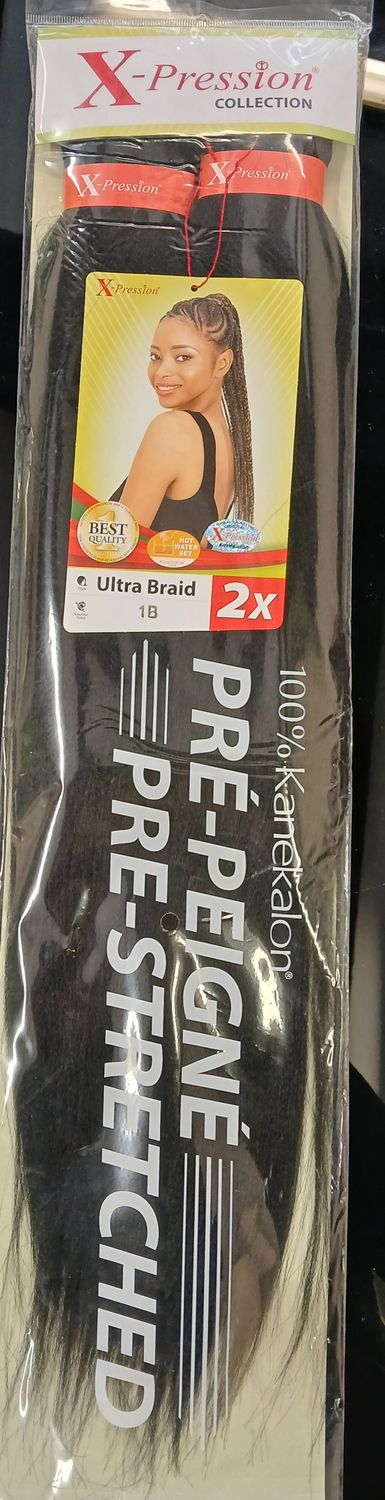 X-Pression®
COLLECTION
X-Pression®
X-Pression®
X-Pression®
BEST
QUALITY
HOT
WATER
SET
X-Pression
Ultra Braid
1B
2X
100% Kanekalon®
PRÉ-PEIGNÉ
PRE-STRETCHED